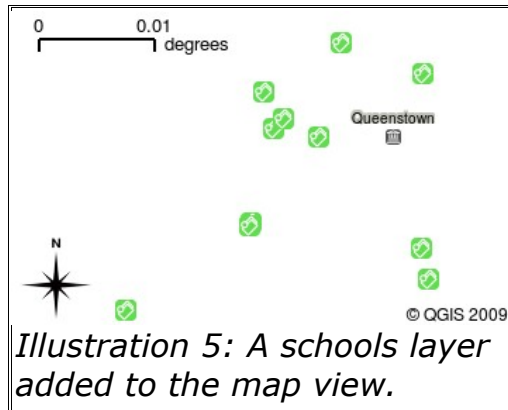 0 0.01
degrees
Queenstown
N
© QGIS 2009
Illustration 5: A schools layer
added to the map view.